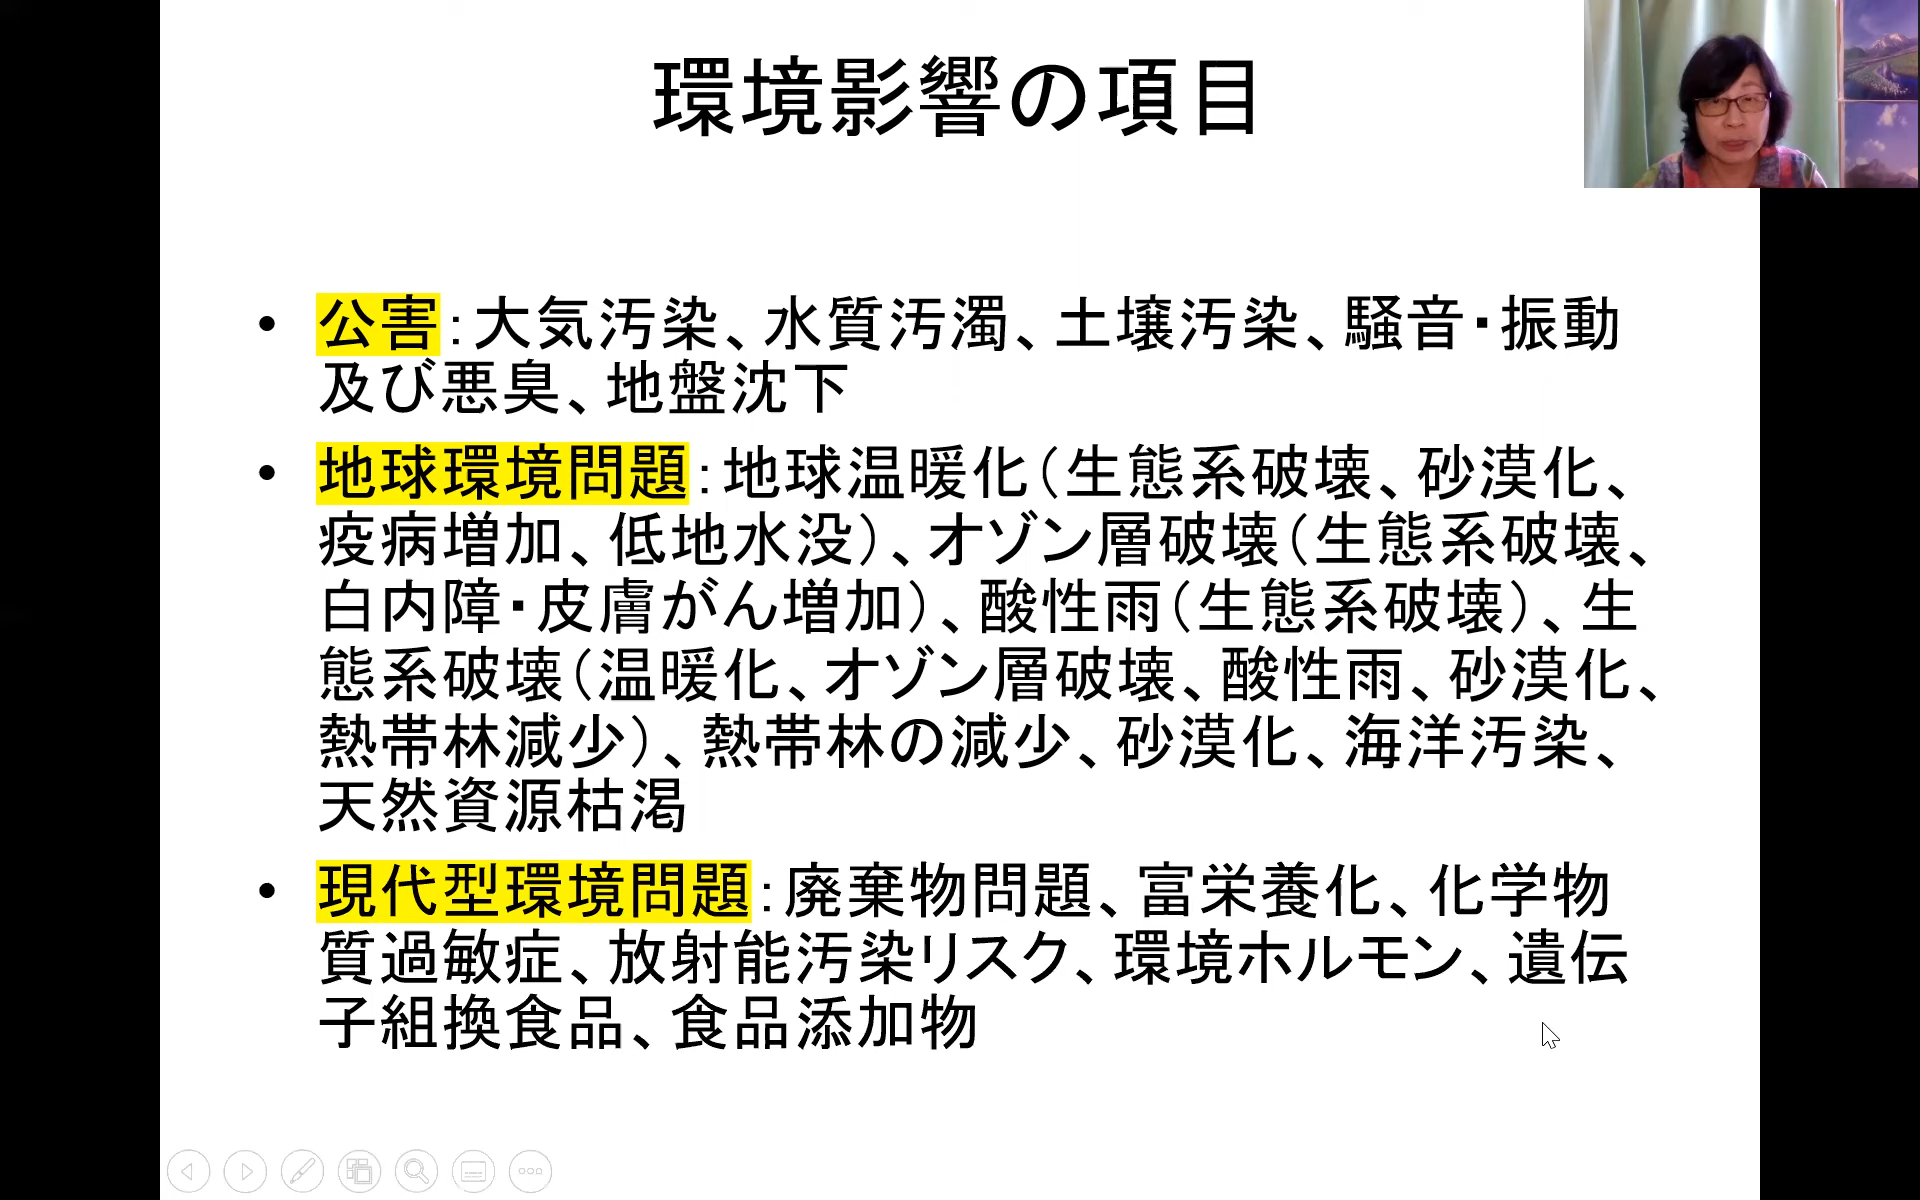 環境影響の項目
• 公害：大気汚染、水質汚濁、土壌汚染、騒音・振動
及び悪臭、地盤沈下
• 地球環境問題：地球温暖化（生態系破壊、砂漠化、
疫病増加、低地水没）、オゾン層破壊（生態系破壊、
白内障・皮膚がん増加）、酸性雨（生態系破壊）、生
態系破壊（温暖化、オゾン層破壊、酸性雨、砂漠化、
熱帯林減少）、熱帯林の減少、砂漠化、海洋汚染、
天然資源枯渇
• 現代型環境問題：廃棄物問題、富栄養化、化学物
質過敏症、放射能汚染リスク、環境ホルモン、遺伝
子組換食品、食品添加物